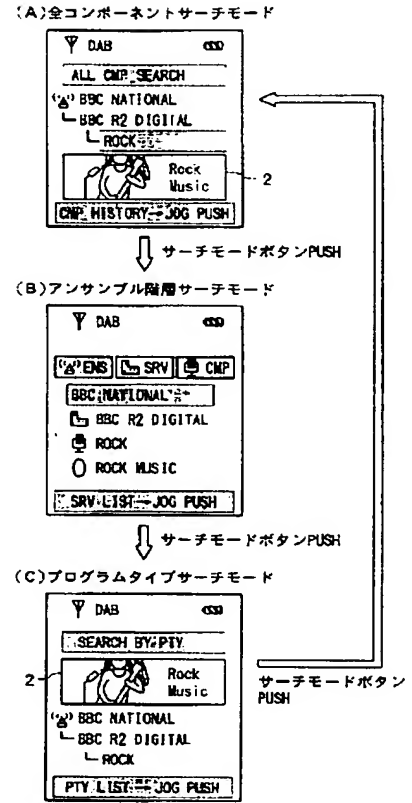 (A)全コンポーネントサーチモード
DAB
ALL CMP SEARCH
BBC NATIONAL
BBC R2 DIGITAL
ROCK
Rock
Music
2
CMP HISTORY→JOG PUSH
サーチモードボタンPUSH
(B)アンサンブル階層サーチモード
DAB
ENS SRV CMP
BBC NATIONAL
BBC R2 DIGITAL
ROCK
ROCK MUSIC
SRV LIST→JOG PUSH
サーチモードボタンPUSH
(C)プログラムタイプサーチモード
DAB
SEARCH BY PTY
2
Rock
Music
BBC NATIONAL
BBC R2 DIGITAL
ROCK
PTY LIST→JOG PUSH
サーチモードボタン
PUSH